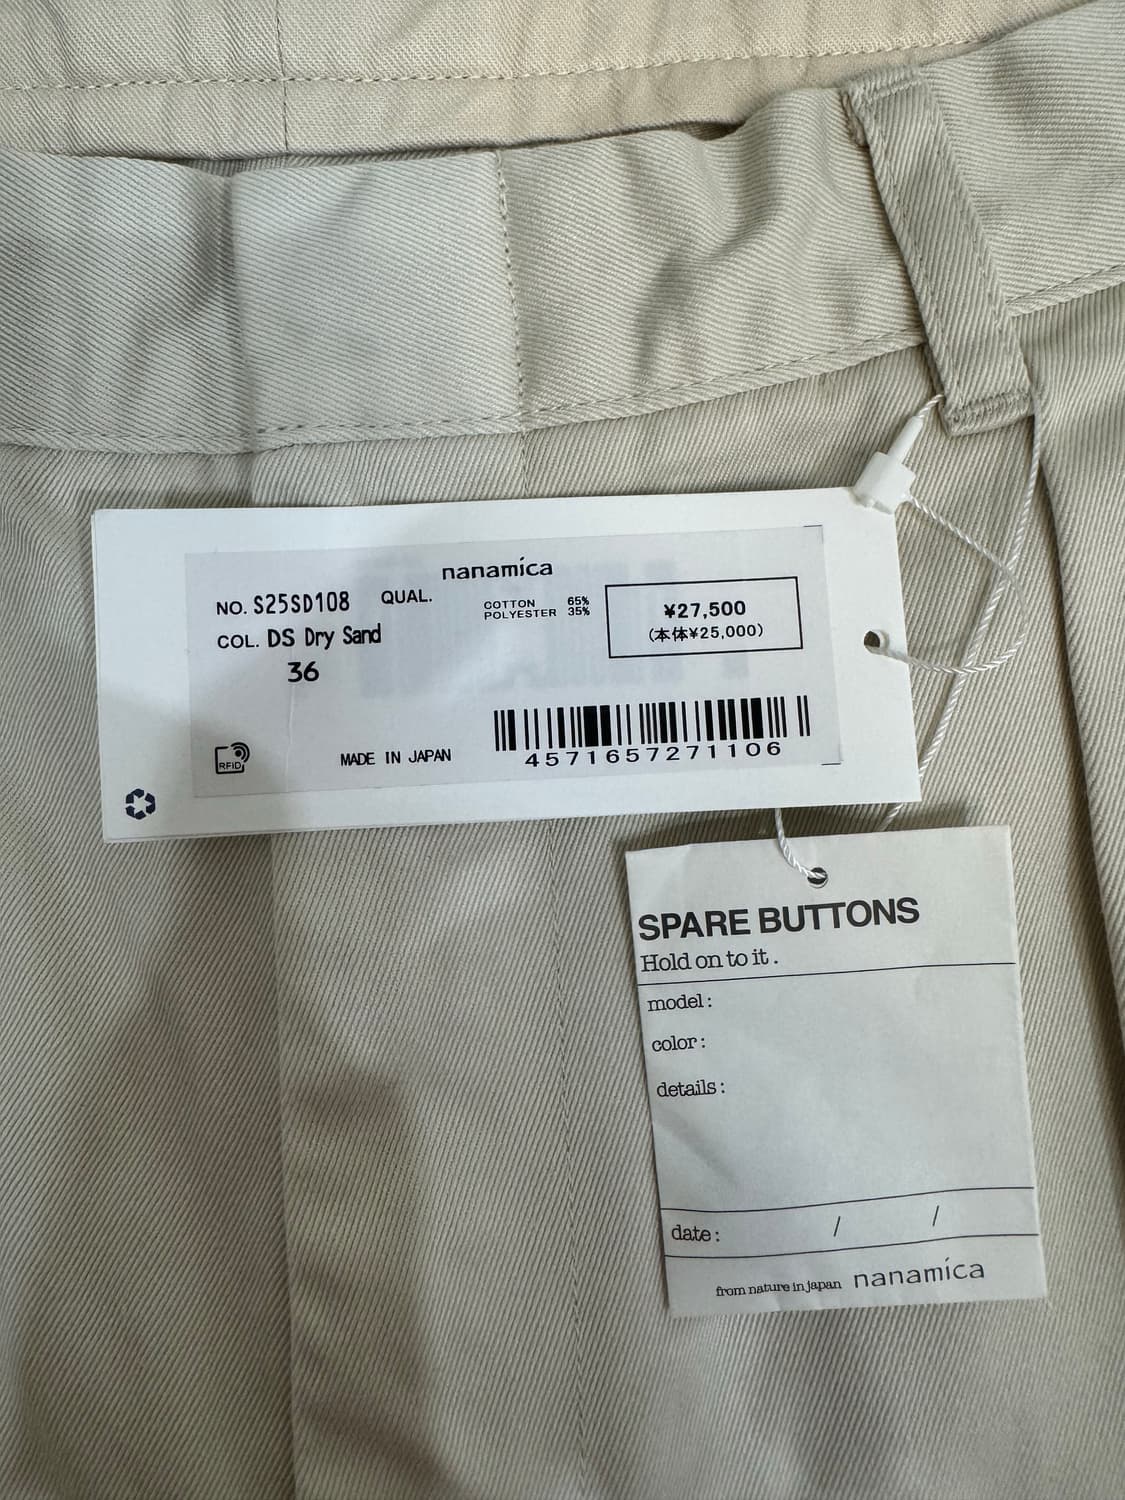 nanamica
NO. S25SD108 QUAL.
COTTON 65%
POLYESTER 35%
¥27,500
(本体¥25,000)
COL. DS Dry Sand
36
RFID
MADE IN JAPAN
4571657271106
SPARE BUTTONS
Hold on to it.
model:
color:
details:
date: / /
from nature in japan nanamica